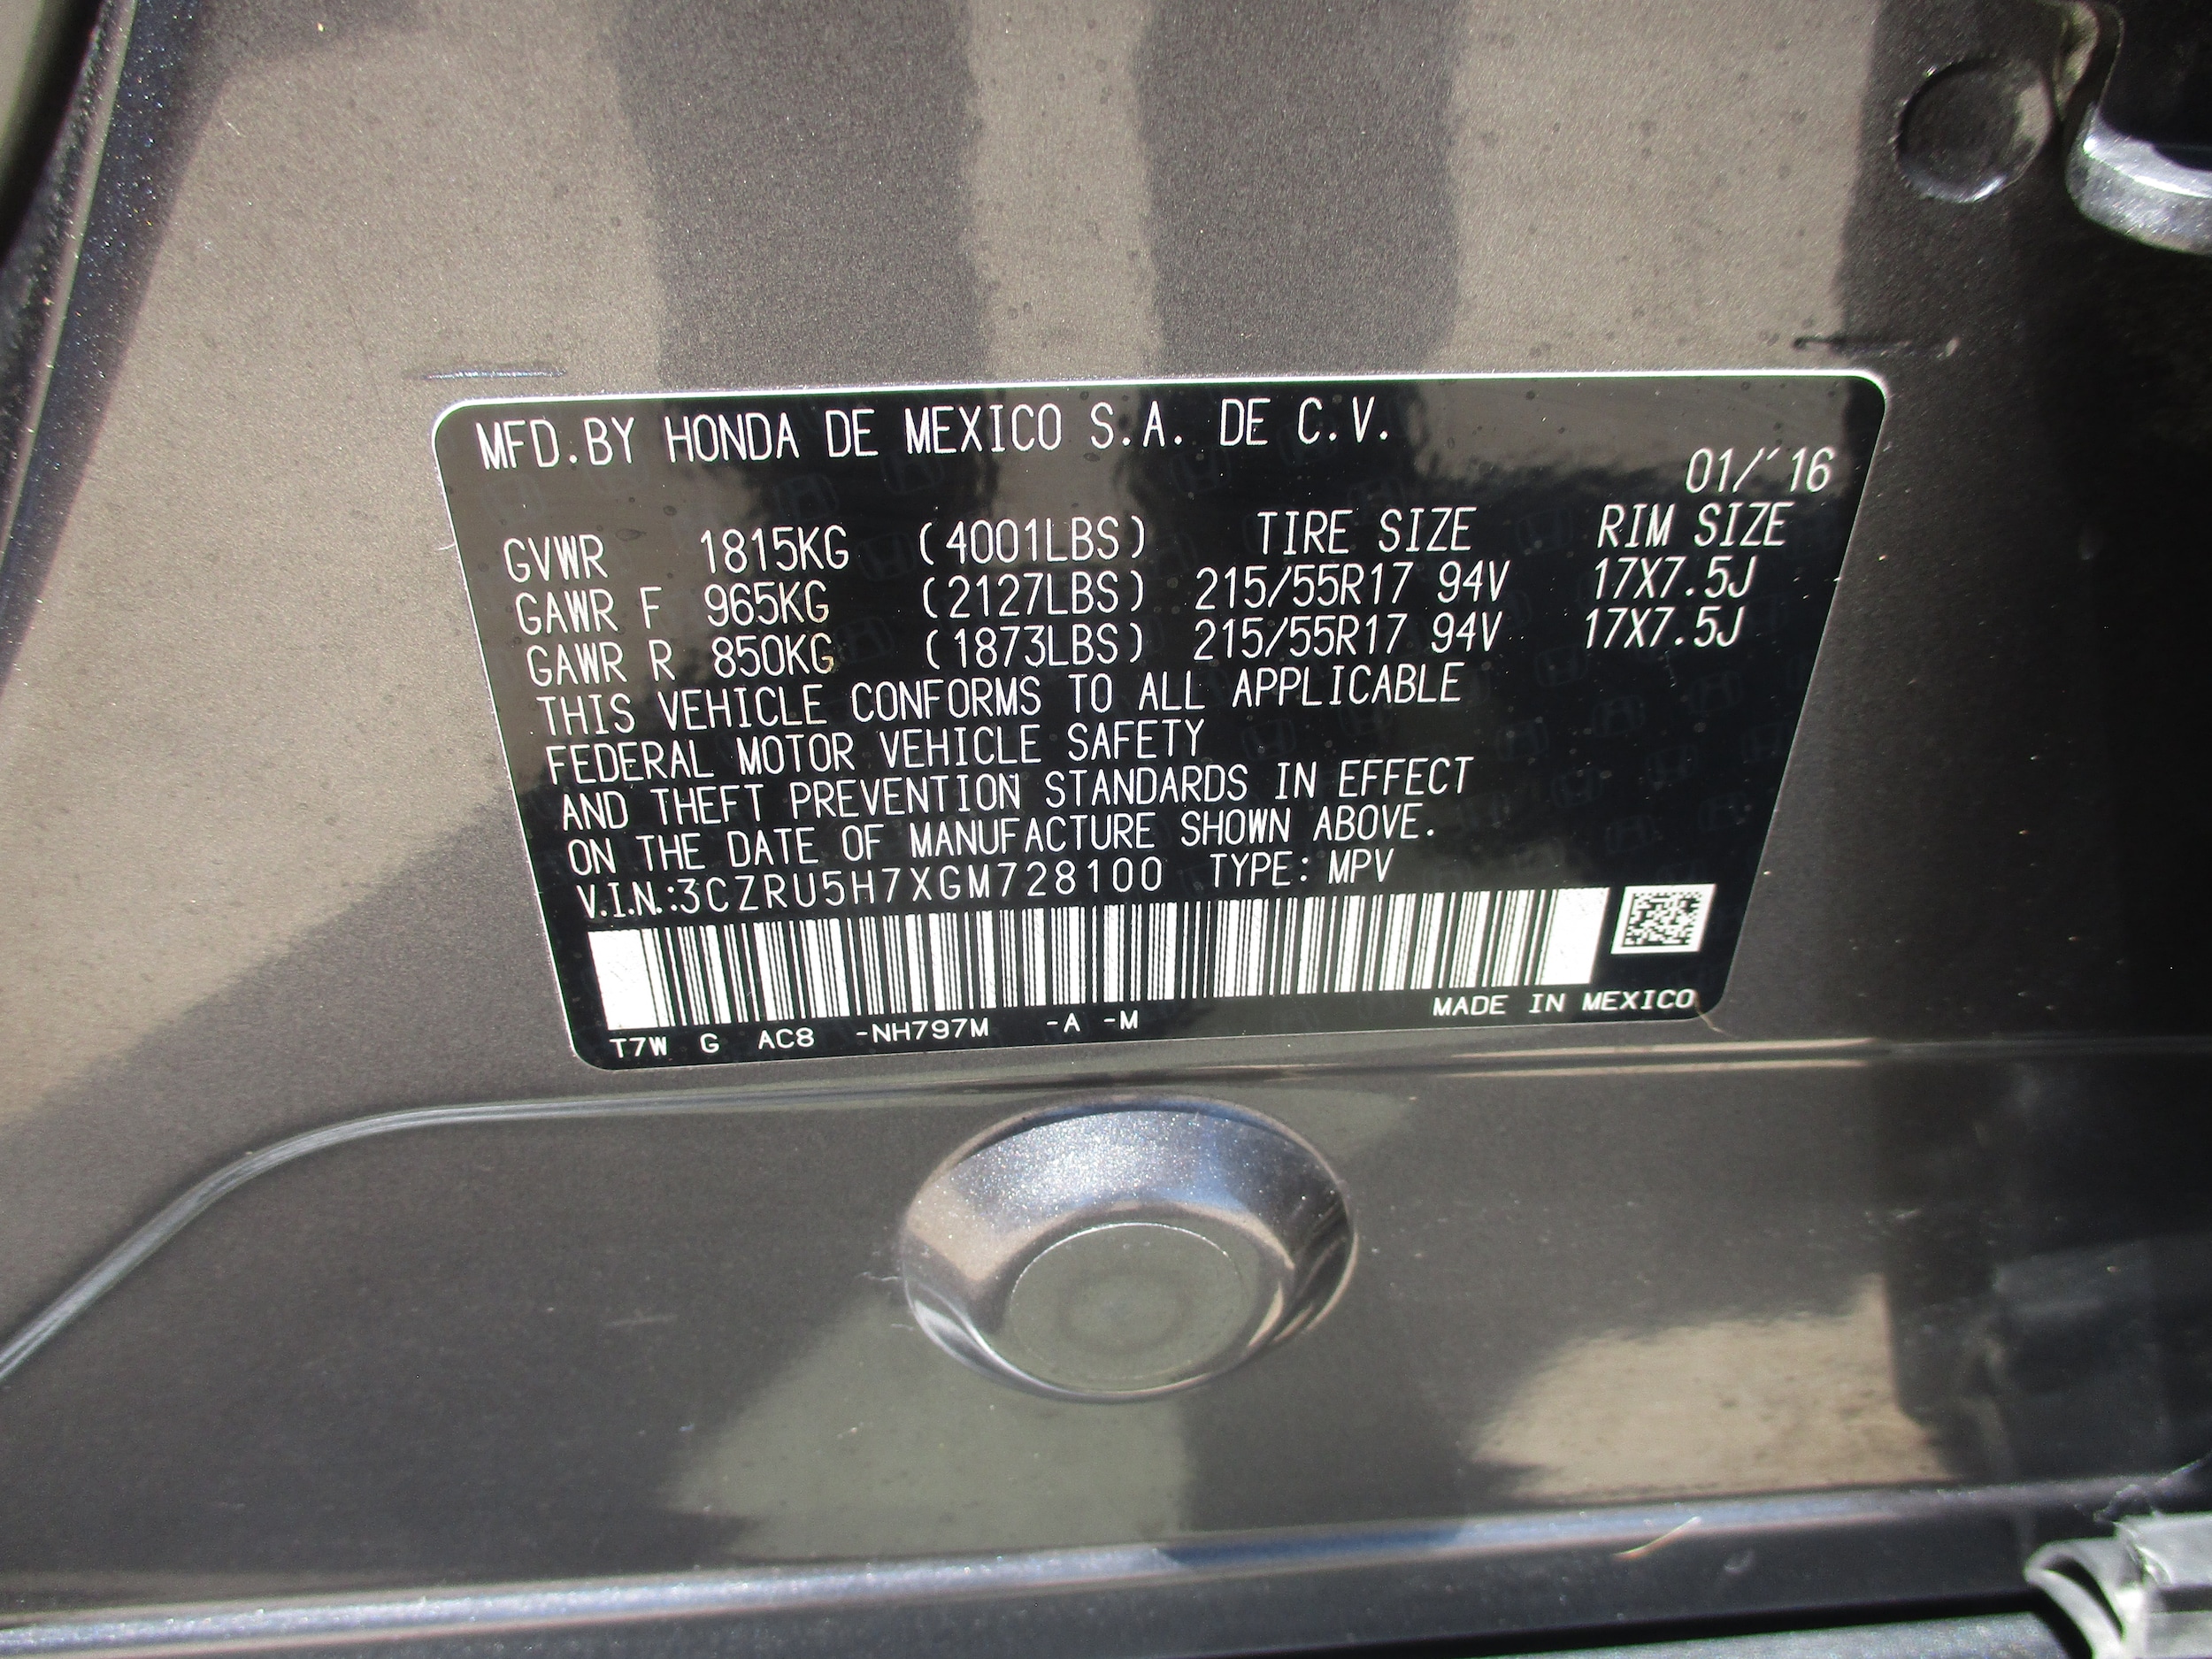 MFD.BY HONDA DE MEXICO S.A. DE C.V.
01/´16
GVWR 1815KG (4001LBS) TIRE SIZE RIM SIZE
GAWR F 965KG (2127LBS) 215/55R17 94V 17X7.5J
GAWR R 850KG (1873LBS) 215/55R17 94V 17X7.5J
THIS VEHICLE CONFORMS TO ALL APPLICABLE
FEDERAL MOTOR VEHICLE SAFETY
AND THEFT PREVENTION STANDARDS IN EFFECT
ON THE DATE OF MANUFACTURE SHOWN ABOVE.
V.I.N.:3CZRU5H7XGM728100 TYPE: MPV
MADE IN MEXICO
T7W G AC8 -NH797M -A -M